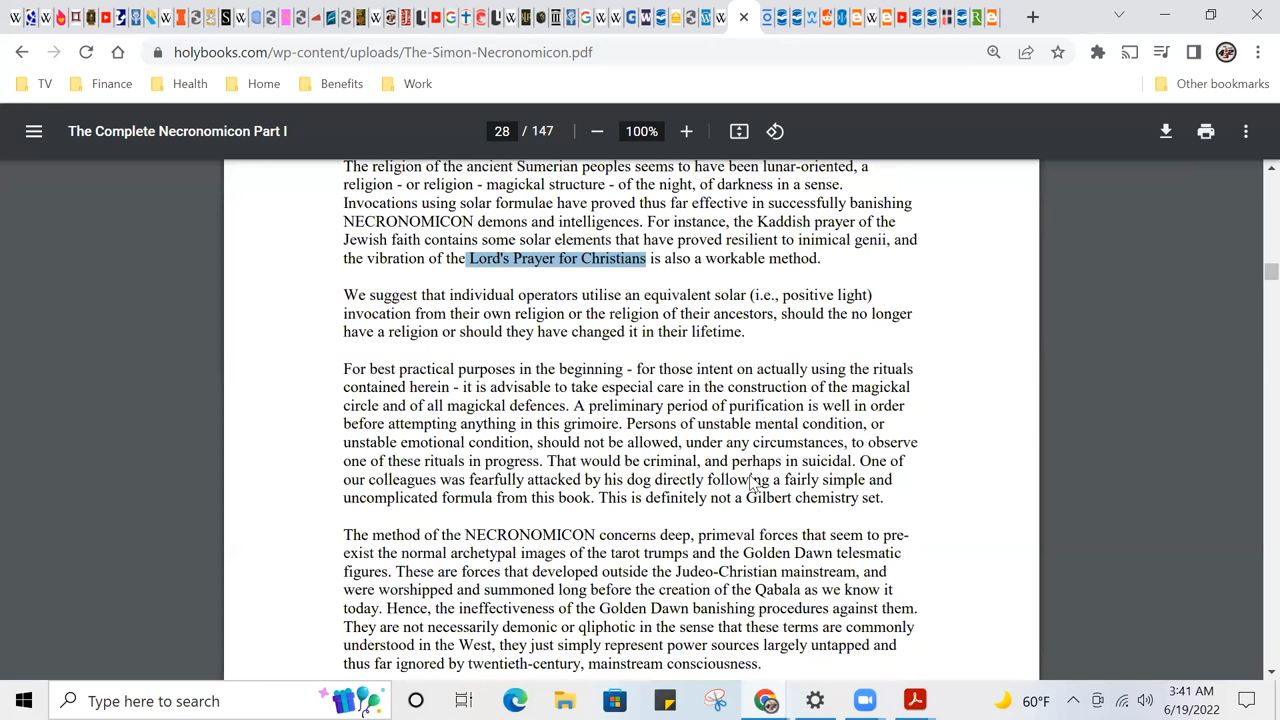 holybooks.com/wp-content/uploads/The-Simon-Necronomicon.pdf
TV Finance Health Home Benefits Work Other bookmarks
The Complete Necronomicon Part I 28 / 147 100%
The religion of the ancient Sumerian peoples seems to have been lunar-oriented, a
religion - or religion - magickal structure - of the night, of darkness in a sense.
Invocations using solar formulae have proved thus far effective in successfully banishing
NECRONOMICON demons and intelligences. For instance, the Kaddish prayer of the
Jewish faith contains some solar elements that have proved resilient to inimical genii, and
the vibration of the Lord's Prayer for Christians is also a workable method.
We suggest that individual operators utilise an equivalent solar (i.e., positive light)
invocation from their own religion or the religion of their ancestors, should the no longer
have a religion or should they have changed it in their lifetime.
For best practical purposes in the beginning - for those intent on actually using the rituals
contained herein - it is advisable to take especial care in the construction of the magickal
circle and of all magickal defences. A preliminary period of purification is well in order
before attempting anything in this grimoire. Persons of unstable mental condition, or
unstable emotional condition, should not be allowed, under any circumstances, to observe
one of these rituals in progress. That would be criminal, and perhaps in suicidal. One of
our colleagues was fearfully attacked by his dog directly following a fairly simple and
uncomplicated formula from this book. This is definitely not a Gilbert chemistry set.
The method of the NECRONOMICON concerns deep, primeval forces that seem to pre-
exist the normal archetypal images of the tarot trumps and the Golden Dawn telesmatic
figures. These are forces that developed outside the Judeo-Christian mainstream, and
were worshipped and summoned long before the creation of the Qabala as we know it
today. Hence, the ineffectiveness of the Golden Dawn banishing procedures against them.
They are not necessarily demonic or qliphotic in the sense that these terms are commonly
understood in the West, they just simply represent power sources largely untapped and
thus far ignored by twentieth-century, mainstream consciousness.
Type here to search 60°F 3:41 AM
6/19/2022